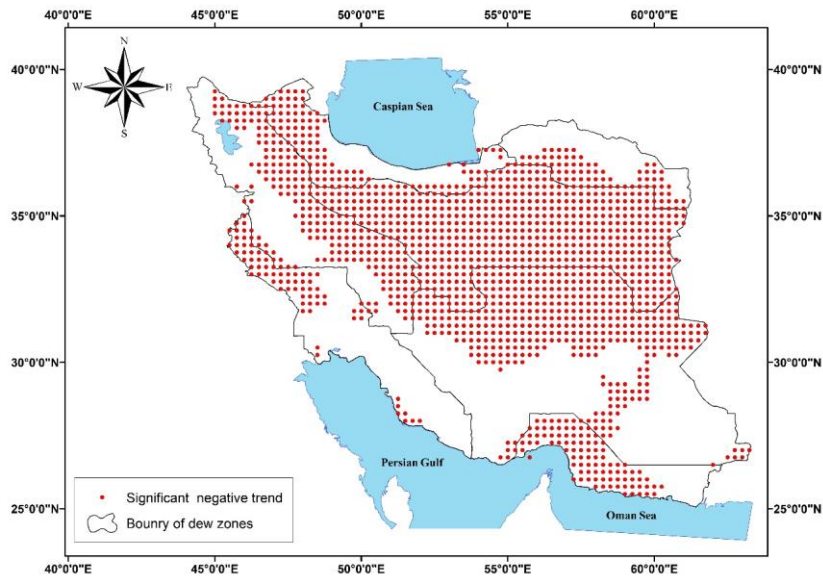 40°0'0"E 45°0'0"E 50°0'0"E 55°0'0"E 60°0'0"E
N
W E
S
40°0'0"N 40°0'0"N
35°0'0"N 35°0'0"N
30°0'0"N 30°0'0"N
25°0'0"N 25°0'0"N
Caspian Sea
Persian Gulf
Oman Sea
Significant negative trend
Bounry of dew zones
40°0'0"E 45°0'0"E 50°0'0"E 55°0'0"E 60°0'0"E